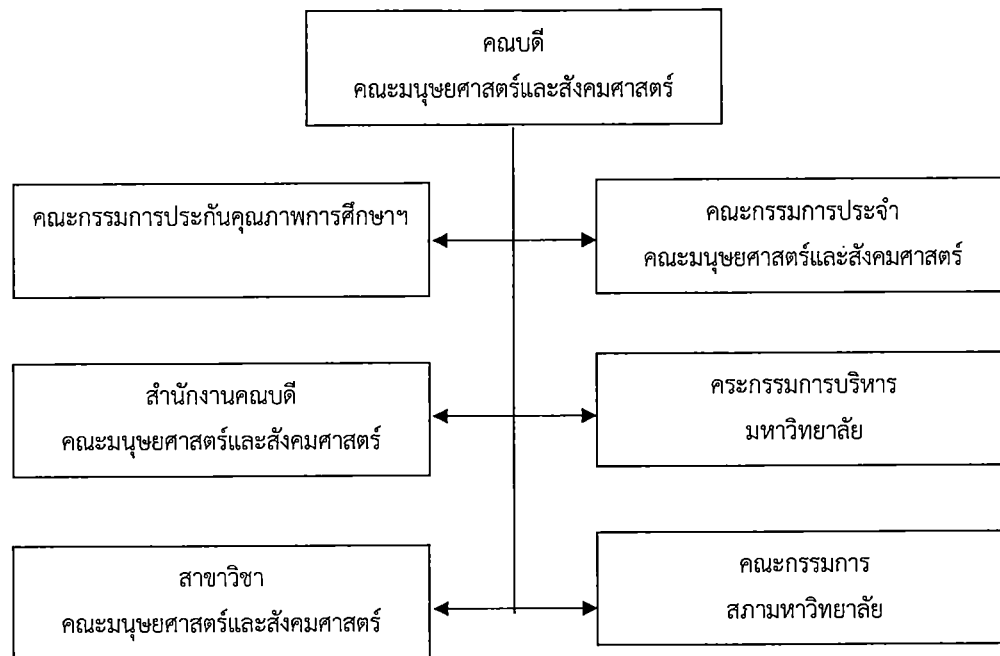 คณบดี
คณะมนุษยศาสตร์และสังคมศาสตร์
คณะกรรมการประกันคุณภาพการศึกษาฯ
คณะกรรมการประจำ
คณะมนุษยศาสตร์และสังคมศาสตร์
สำนักงานคณบดี
คณะมนุษยศาสตร์และสังคมศาสตร์
คระกรรมการบริหาร
มหาวิทยาลัย
สาขาวิชา
คณะมนุษยศาสตร์และสังคมศาสตร์
คณะกรรมการ
สภามหาวิทยาลัย